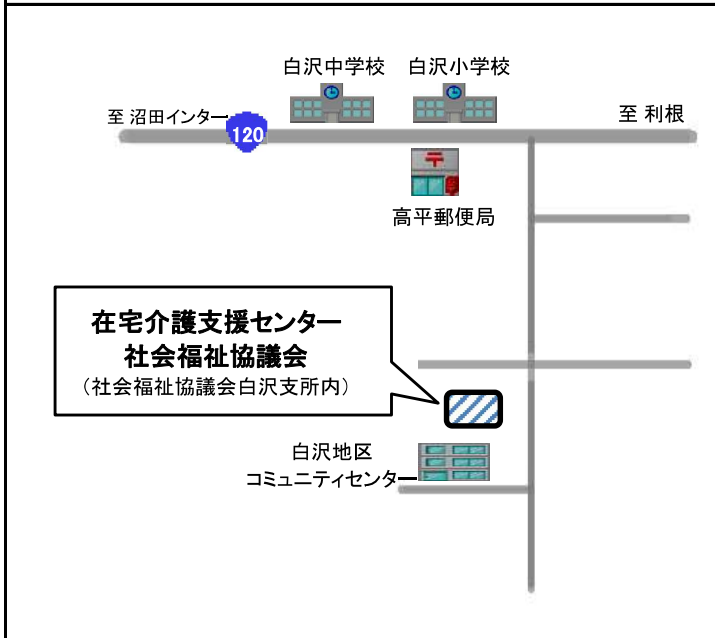 白沢中学校
白沢小学校
至 沼田インター
120
至 利根
高平郵便局
在宅介護支援センター
社会福祉協議会
（社会福祉協議会白沢支所内）
白沢地区
コミュニティセンター